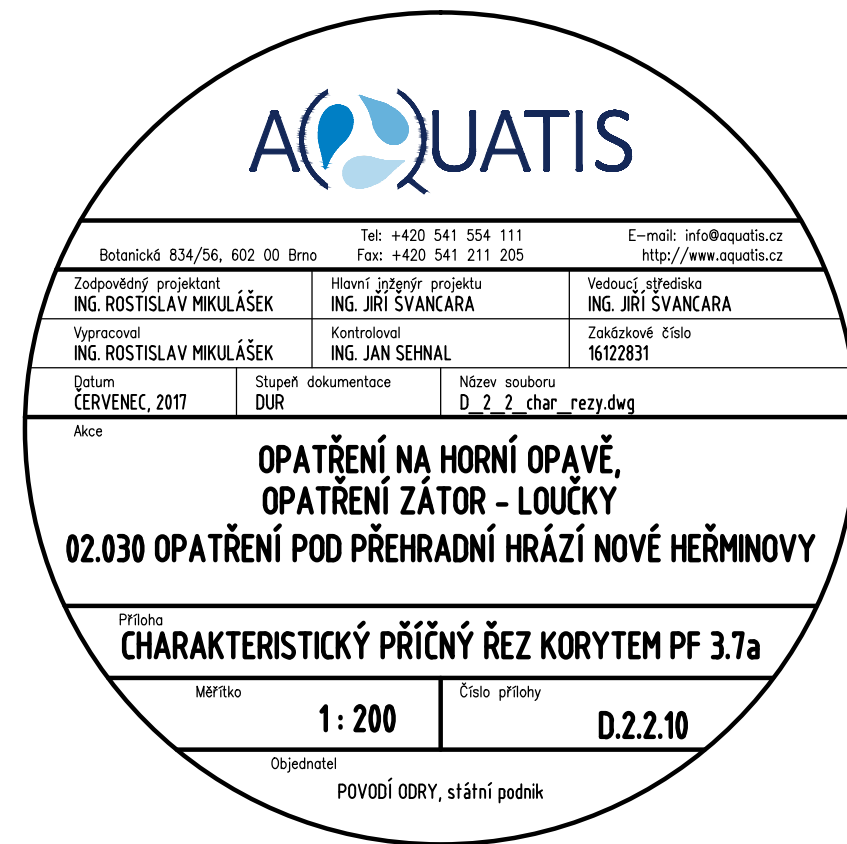 AQUATIS
Botanická 834/56, 602 00 Brno
Tel: +420 541 554 111
Fax: +420 541 211 205
E-mail: info@aquatis.cz
http://www.aquatis.cz
Zodpovědný projektant
ING. ROSTISLAV MIKULÁŠEK
Hlavní inženýr projektu
ING. JIŘÍ ŠVANCARA
Vedoucí střediska
ING. JIŘÍ ŠVANCARA
Vypracoval
ING. ROSTISLAV MIKULÁŠEK
Kontroloval
ING. JAN SEHNAL
Zakázkové číslo
16122831
Datum
ČERVENEC, 2017
Stupeň dokumentace
DUR
Název souboru
D_2_2_char_rezy.dwg
Akce
OPATŘENÍ NA HORNÍ OPAVĚ,
OPATŘENÍ ZÁTOR - LOUČKY
02.030 OPATŘENÍ POD PŘEHRADNÍ HRÁZÍ NOVÉ HEŘMINOVY
Příloha
CHARAKTERISTICKÝ PŘÍČNÝ ŘEZ KORYTEM PF 3.7a
Měřítko
1 : 200
Číslo přílohy
D.2.2.10
Objednatel
POVODÍ ODRY, státní podnik